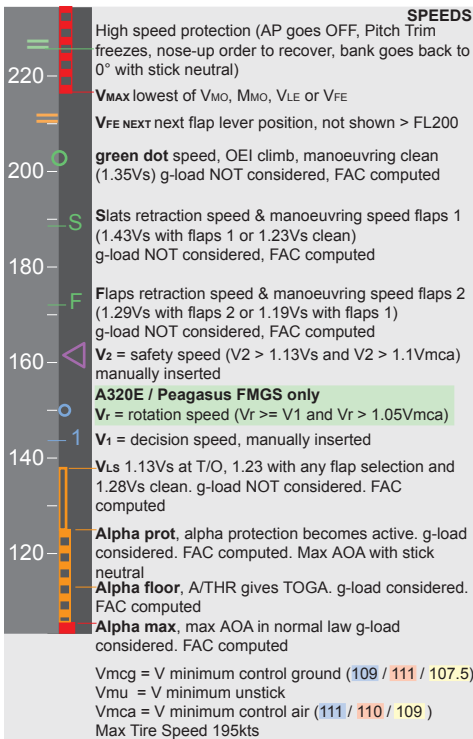 SPEEDS
High speed protection (AP goes OFF, Pitch Trim
freezes, nose-up order to recover, bank goes back to
0° with stick neutral)
220
VMAX lowest of VMO, MMO, VLE or VFE
VFE NEXT next flap lever position, not shown > FL200
green dot speed, OEI climb, manoeuvring clean
200
(1.35Vs) g-load NOT considered, FAC computed
S
Slats retraction speed & manoeuvring speed flaps 1
(1.43Vs with flaps 1 or 1.23Vs clean)
g-load NOT considered, FAC computed
180
F
Flaps retraction speed & manoeuvring speed flaps 2
(1.29Vs with flaps 2 or 1.19Vs with flaps 1)
g-load NOT considered, FAC computed
160
V2 = safety speed (V2 > 1.13Vs and V2 > 1.1Vmca)
manually inserted
A320E / Peagasus FMGS only
Vr = rotation speed (Vr >= V1 and Vr > 1.05Vmca)
1
V1 = decision speed, manually inserted
140
VLS 1.13Vs at T/O, 1.23 with any flap selection and
1.28Vs clean. g-load NOT considered. FAC
computed
Alpha prot, alpha protection becomes active. g-load
120
considered. FAC computed. Max AOA with stick
neutral
Alpha floor, A/THR gives TOGA. g-load considered.
FAC computed
Alpha max, max AOA in normal law g-load
considered. FAC computed
Vmcg = V minimum control ground (109 / 111 / 107.5)
Vmu = V minimum unstick
Vmca = V minimum control air (111 / 110 / 109 )
Max Tire Speed 195kts